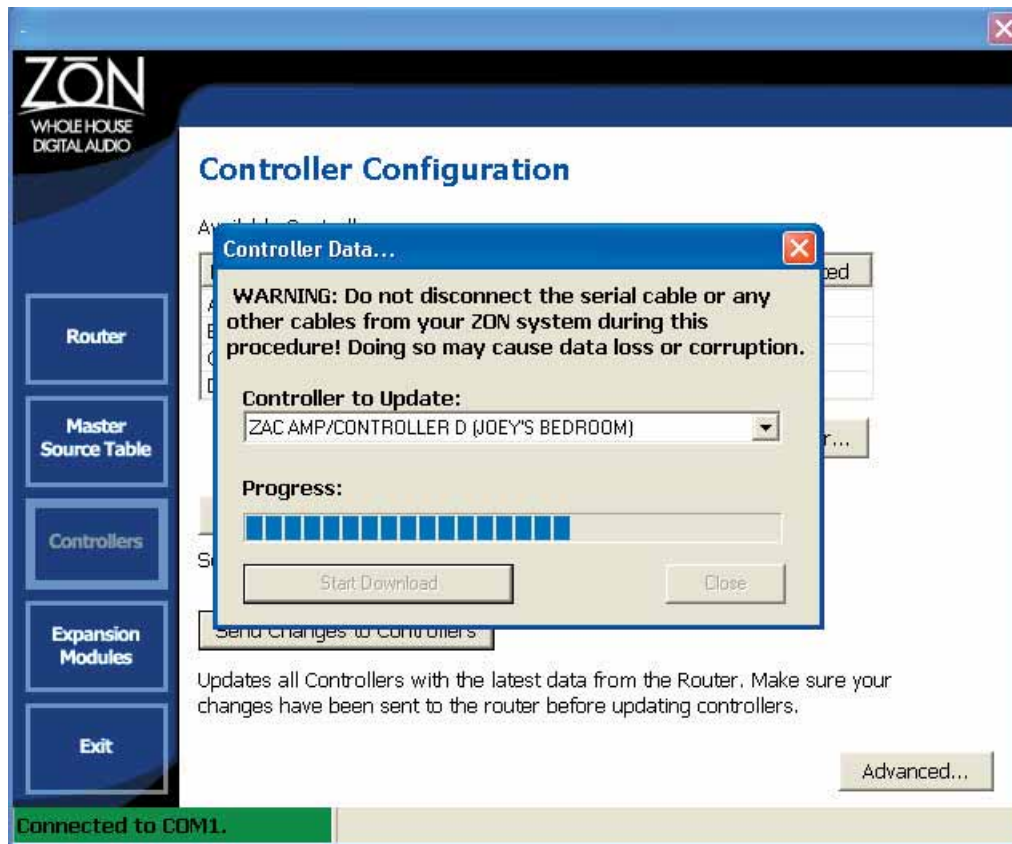 ZŌN
WHOLE HOUSE
DIGITAL AUDIO
Controller Configuration
Controller Data...
WARNING: Do not disconnect the serial cable or any
other cables from your ZON system during this
procedure! Doing so may cause data loss or corruption.
Controller to Update:
ZAC AMP/CONTROLLER D (JOEY'S BEDROOM)
Progress:
Start Download
Close
Router
Master
Source Table
Controllers
Expansion
Modules
Exit
Send Changes to Controllers
Updates all Controllers with the latest data from the Router. Make sure your
changes have been sent to the router before updating controllers.
Advanced...
Connected to COM1.